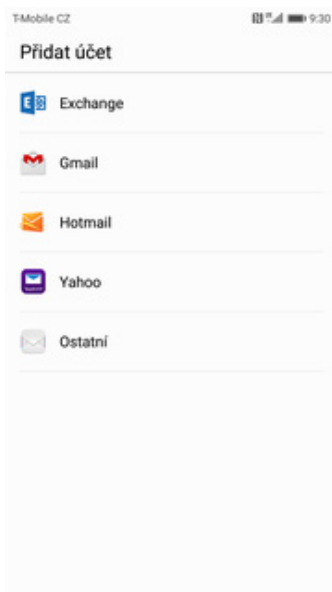 T-Mobile CZ 9:30
Přidat účet
Exchange
Gmail
Hotmail
Yahoo
Ostatní